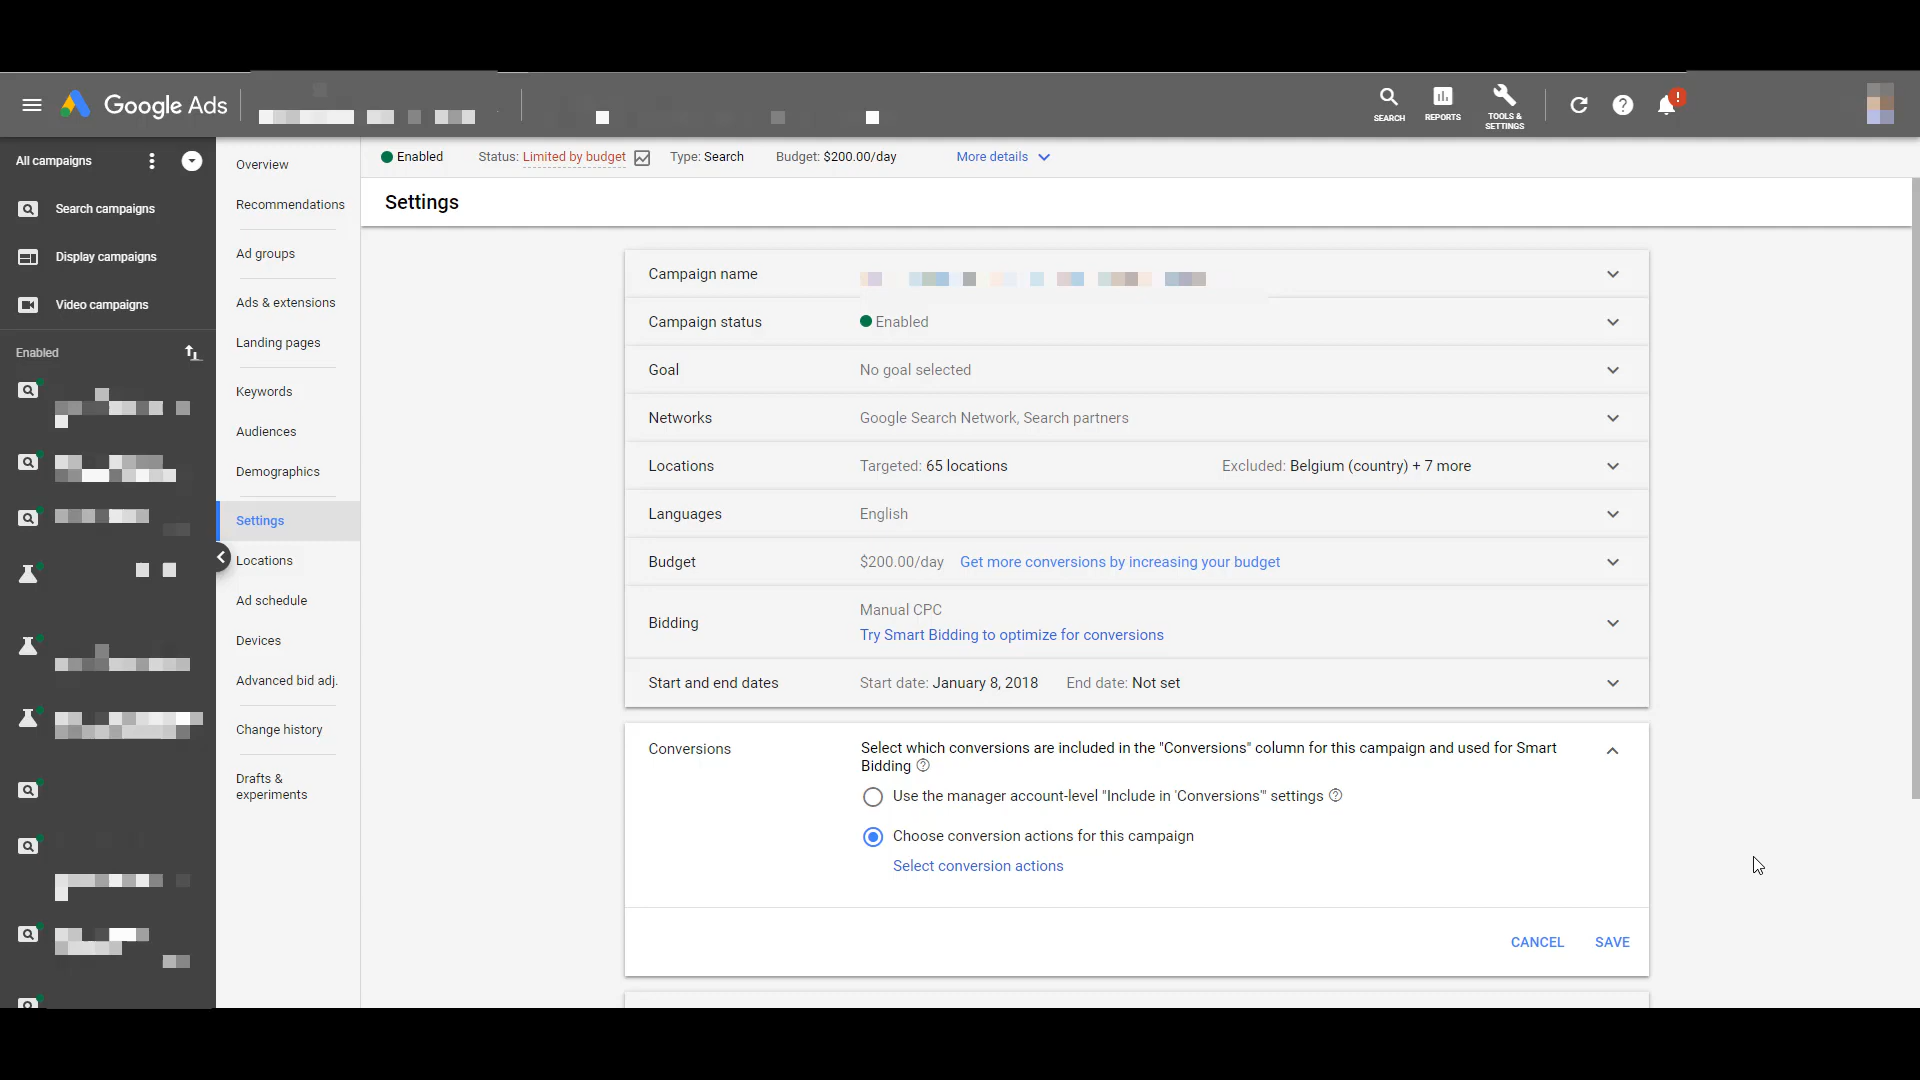 Google Ads
SEARCH
REPORTS
TOOLS &
SETTINGS
!
All campaigns
Search campaigns
Display campaigns
Video campaigns
Enabled
Overview
Recommendations
Ad groups
Ads & extensions
Landing pages
Keywords
Audiences
Demographics
Settings
Locations
Ad schedule
Devices
Advanced bid adj.
Change history
Drafts &
experiments
Enabled Status: Limited by budget Type: Search Budget: $200.00/day More details
Settings
Campaign name
Campaign status Enabled
Goal No goal selected
Networks Google Search Network, Search partners
Locations Targeted: 65 locations Excluded: Belgium (country) + 7 more
Languages English
Budget $200.00/day Get more conversions by increasing your budget
Bidding Manual CPC
Try Smart Bidding to optimize for conversions
Start and end dates Start date: January 8, 2018 End date: Not set
Conversions Select which conversions are included in the "Conversions" column for this campaign and used for Smart
Bidding
Use the manager account-level "Include in 'Conversions'" settings
Choose conversion actions for this campaign
Select conversion actions
CANCEL SAVE